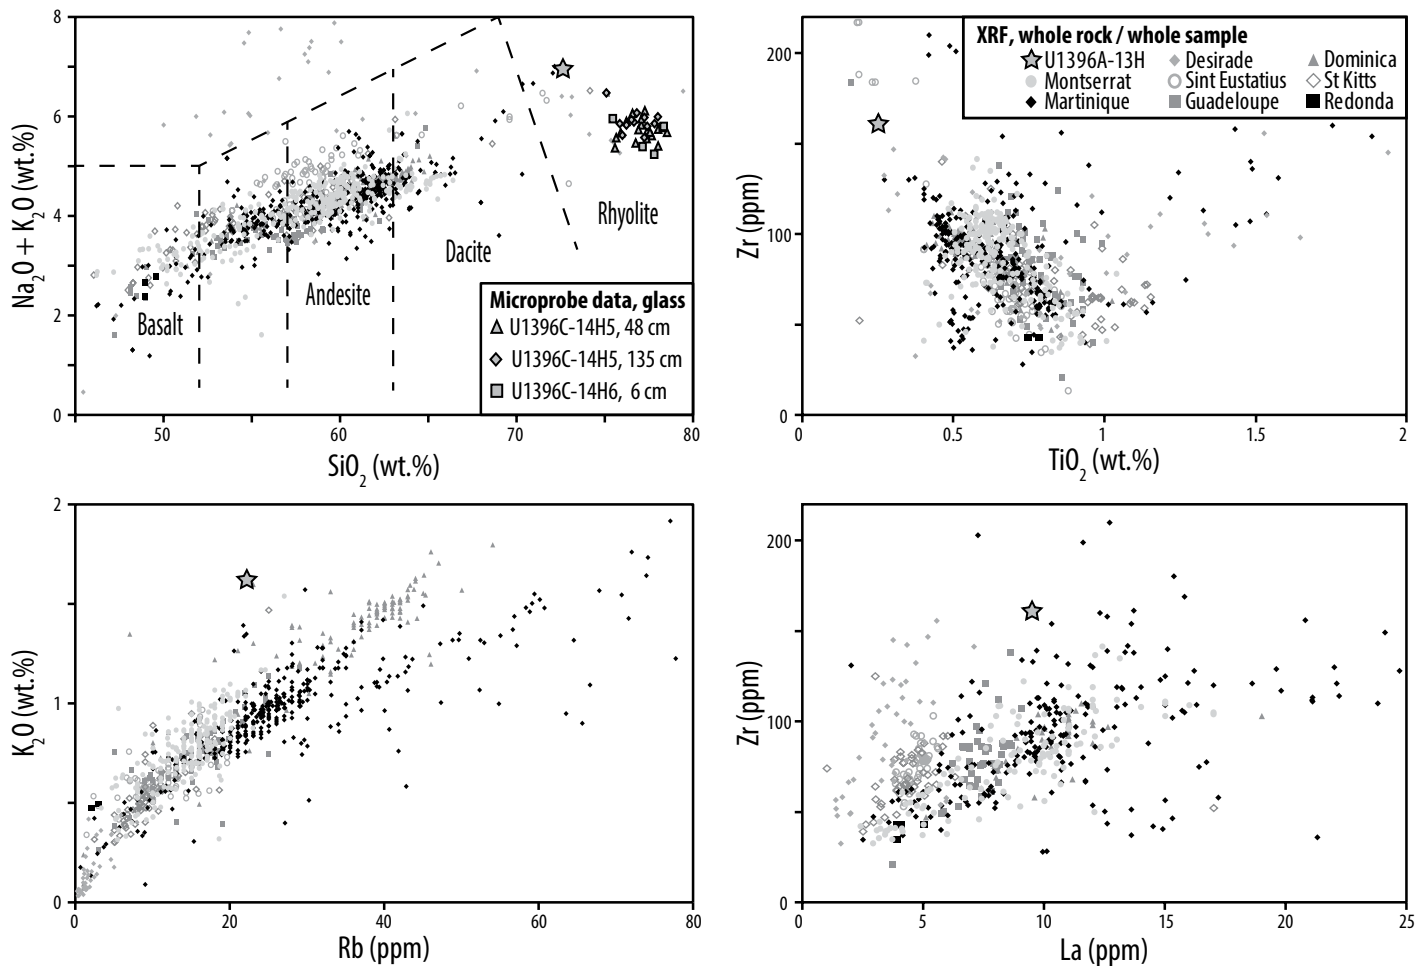 8
6
4
2
0
Na2O + K2O (wt.%)
50
60
70
80
SiO2 (wt.%)
Basalt
Andesite
Dacite
Rhyolite
Microprobe data, glass
U1396C-14H5, 48 cm
U1396C-14H5, 135 cm
U1396C-14H6, 6 cm
200
100
0
Zr (ppm)
0
0.5
1
1.5
2
TiO2 (wt.%)
XRF, whole rock / whole sample
U1396A-13H Desirade Dominica
Montserrat Sint Eustatius St Kitts
Martinique Guadeloupe Redonda
2
1
0
K2O (wt.%)
0
20
40
60
80
Rb (ppm)
200
100
0
Zr (ppm)
0
5
10
15
20
25
La (ppm)